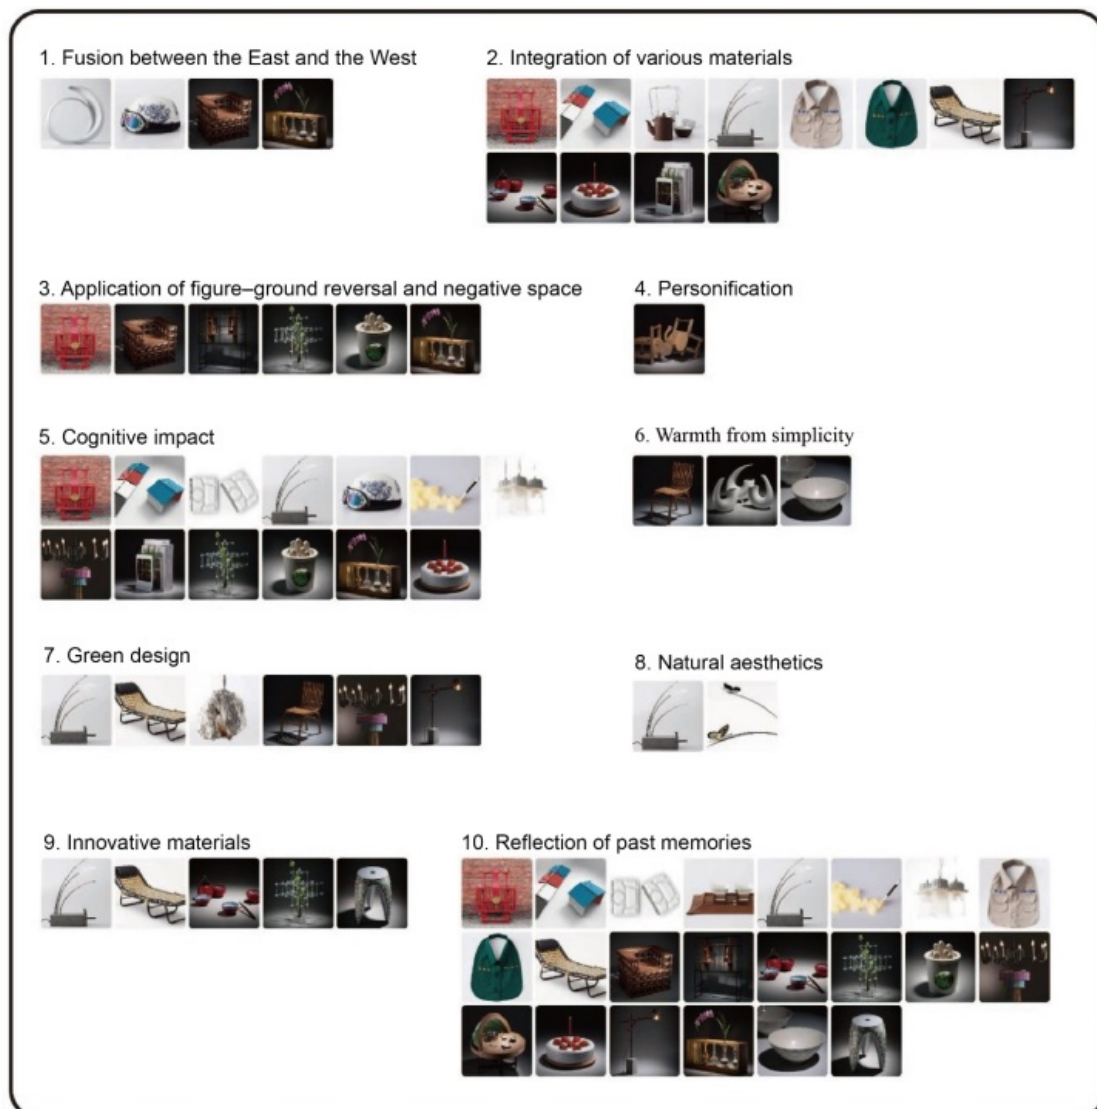 1. Fusion between the East and the West
2. Integration of various materials
3. Application of figure–ground reversal and negative space
4. Personification
5. Cognitive impact
6. Warmth from simplicity
7. Green design
8. Natural aesthetics
9. Innovative materials
10. Reflection of past memories